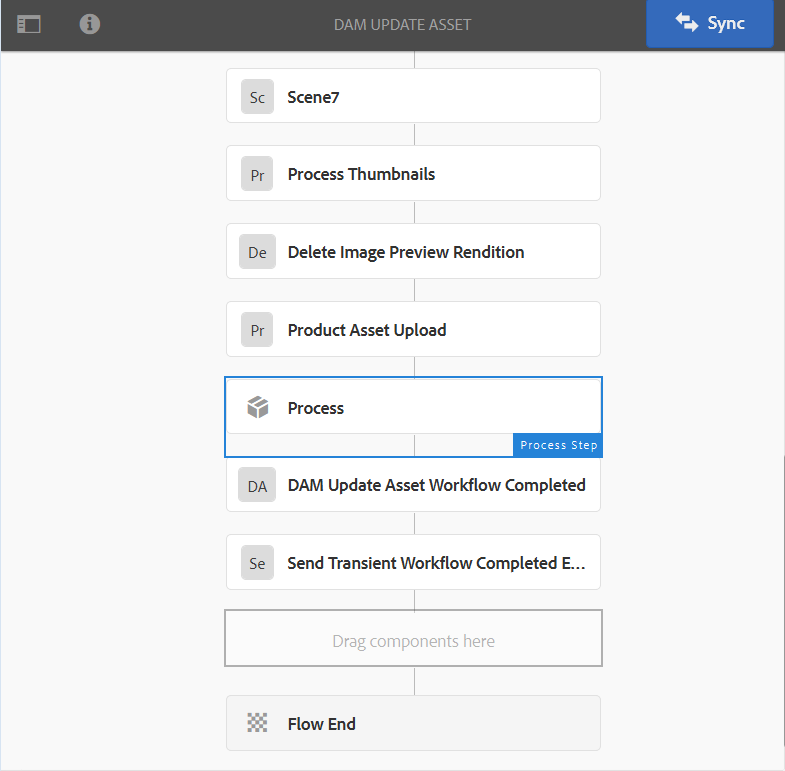 DAM UPDATE ASSET
Sync
Sc Scene7
Pr Process Thumbnails
De Delete Image Preview Rendition
Pr Product Asset Upload
Process
Process Step
DA DAM Update Asset Workflow Completed
Se Send Transient Workflow Completed E...
Drag components here
Flow End